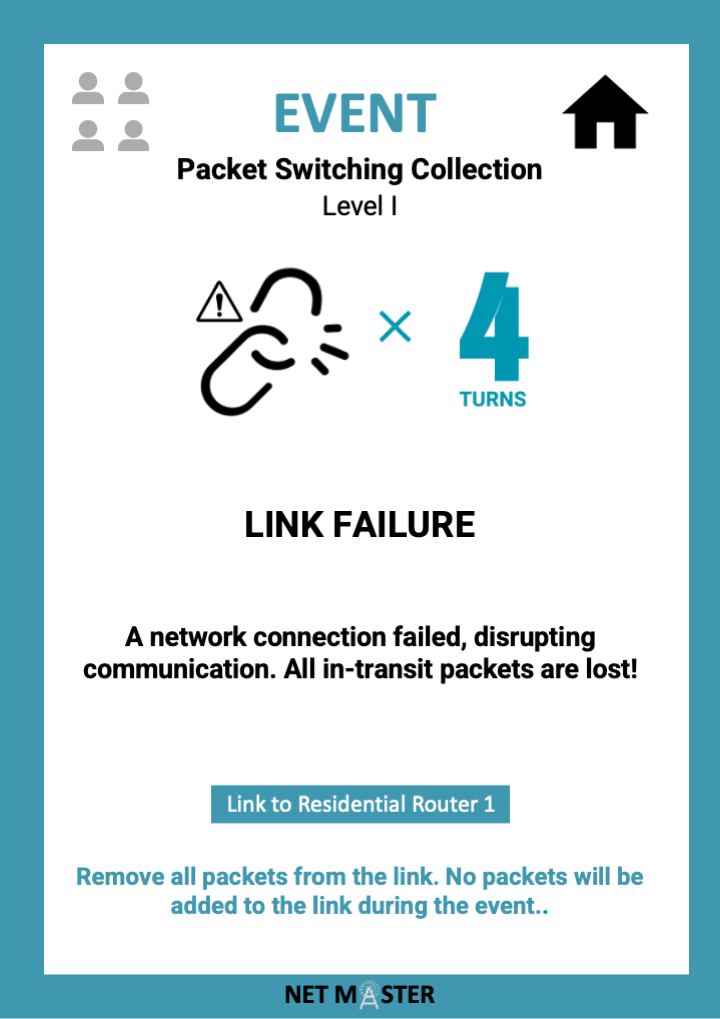 EVENT
Packet Switching Collection
Level I
4
TURNS
LINK FAILURE
A network connection failed, disrupting
communication. All in-transit packets are lost!
Link to Residential Router 1
Remove all packets from the link. No packets will be
added to the link during the event..
NET MASTER